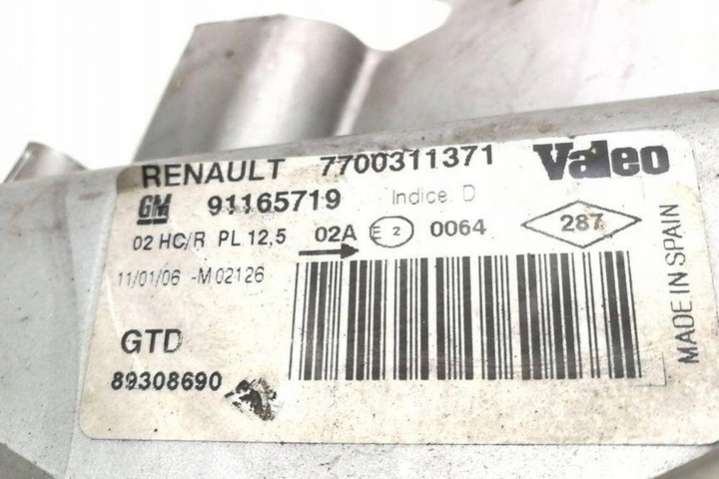 RENAULT 7700311371 Valeo
GM 91165719 Indice D
02 HC/R PL 12,5 02A E 2 0064 287
11/01/06 -M02126
GTD
89308690
MADE IN SPAIN